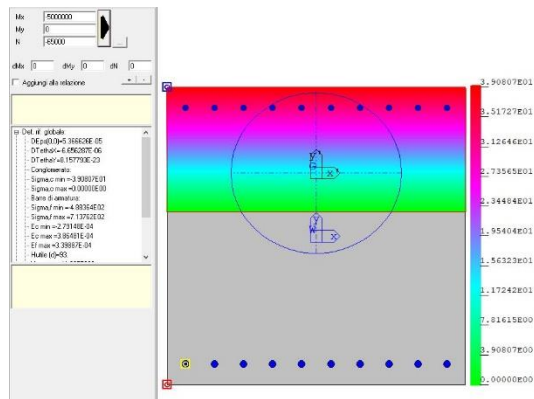 Mx 5000000
My 0
N -65000
...
dMx 0 dMy 0 dN 0
Aggiungi alla relazione + -
Def. rif. globale:
DEps(0,0)=5.366626E-05
DTethaX=-6.656287E-06
DTethaY=8.157793E-23
Conglomerato:
Sigma,c min =-3.90807E01
Sigma,c max =0.00000E00
Barre di armatura:
Sigma,f min =-4.88364E02
Sigma,f max =7.13762E02
Ec min =-2.79148E-04
Ec max =3.86481E-04
Ef max =3.39887E-04
Hutile (d)=93
3.90807E01
3.51727E01
3.12646E01
2.73565E01
2.34484E01
1.95404E01
1.56323E01
1.17242E01
7.81615E00
3.90807E00
0.00000E00
y
G x
y
W x